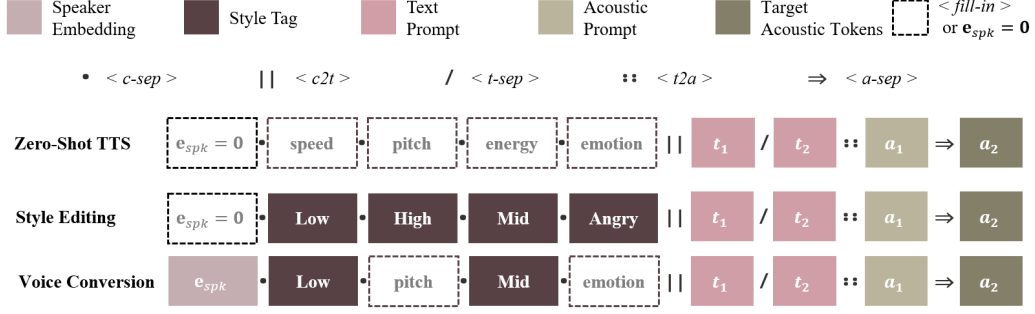 Speaker Embedding
Style Tag
Text Prompt
Acoustic Prompt
Target Acoustic Tokens
< fill-in > or e_spk = 0
• < c-sep > || < c2t > / < t-sep > :: < t2a > ⇒ < a-sep >
Zero-Shot TTS e_spk = 0 • speed • pitch • energy • emotion || t₁ / t₂ :: a₁ ⇒ a₂
Style Editing e_spk = 0 • Low • High • Mid • Angry || t₁ / t₂ :: a₁ ⇒ a₂
Voice Conversion e_spk • Low • pitch • Mid • emotion || t₁ / t₂ :: a₁ ⇒ a₂